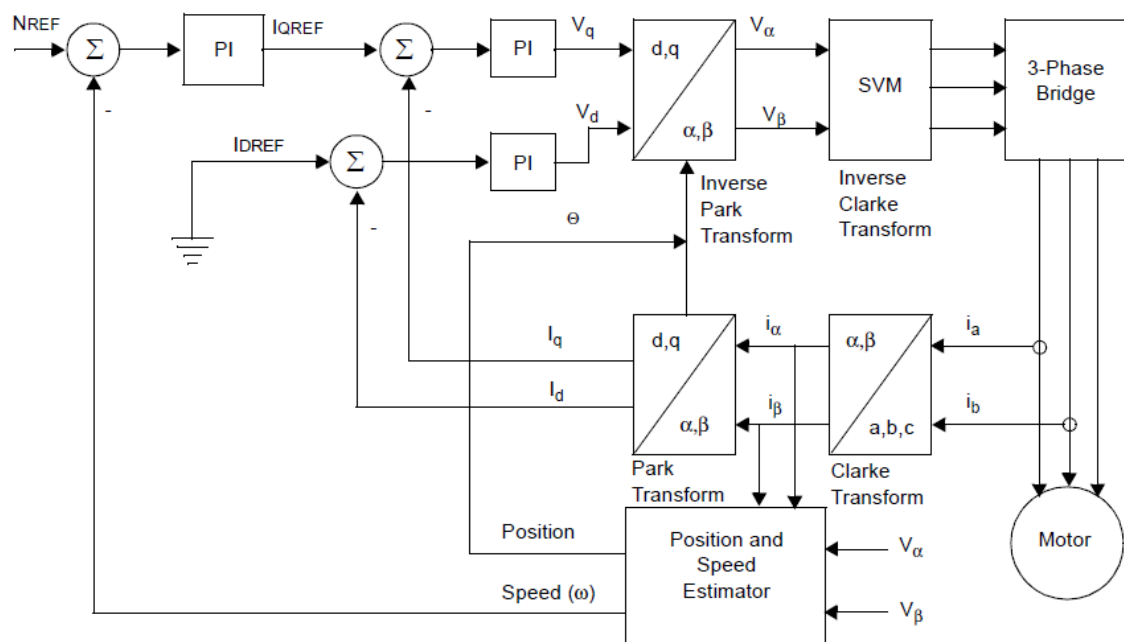 NREF
Σ
-
PI
IQREF
Σ
-
PI
Vq
d,q
α,β
Vα
Vβ
SVM
3-Phase
Bridge
IDREF
Σ
-
PI
Vd
Inverse
Park
Transform
Inverse
Clarke
Transform
Θ
Iq
Id
d,q
α,β
iα
iβ
α,β
a,b,c
ia
ib
Park
Transform
Clarke
Transform
Position
Speed (ω)
Position and
Speed
Estimator
Vα
Vβ
Motor